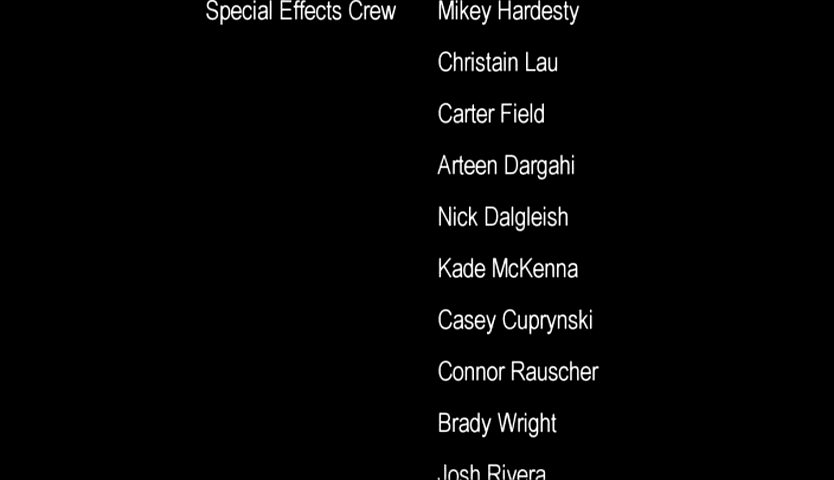 Special Effects Crew Mikey Hardesty
Christain Lau
Carter Field
Arteen Dargahi
Nick Dalgleish
Kade McKenna
Casey Cuprynski
Connor Rauscher
Brady Wright
Josh Rivera